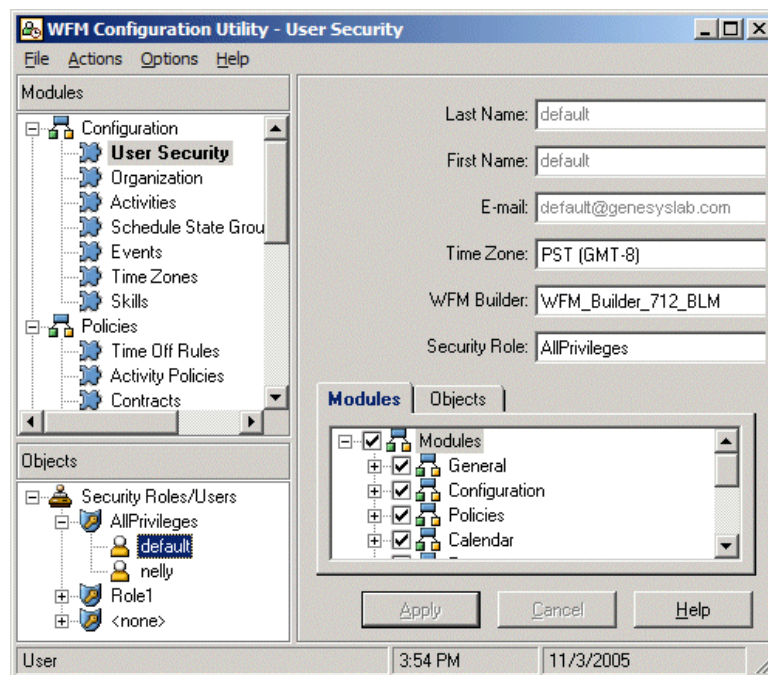 WFM Configuration Utility - User Security
File Actions Options Help
Modules
Configuration
User Security
Organization
Activities
Schedule State Grou
Events
Time Zones
Skills
Policies
Time Off Rules
Activity Policies
Contracts
Objects
Security Roles/Users
AllPrivileges
default
nelly
Role1
<none>
Last Name: default
First Name: default
E-mail: default@genesyslab.com
Time Zone: PST (GMT-8)
WFM Builder: WFM_Builder_712_BLM
Security Role: AllPrivileges
Modules Objects
Modules
General
Configuration
Policies
Calendar
Apply Cancel Help
User 3:54 PM 11/3/2005